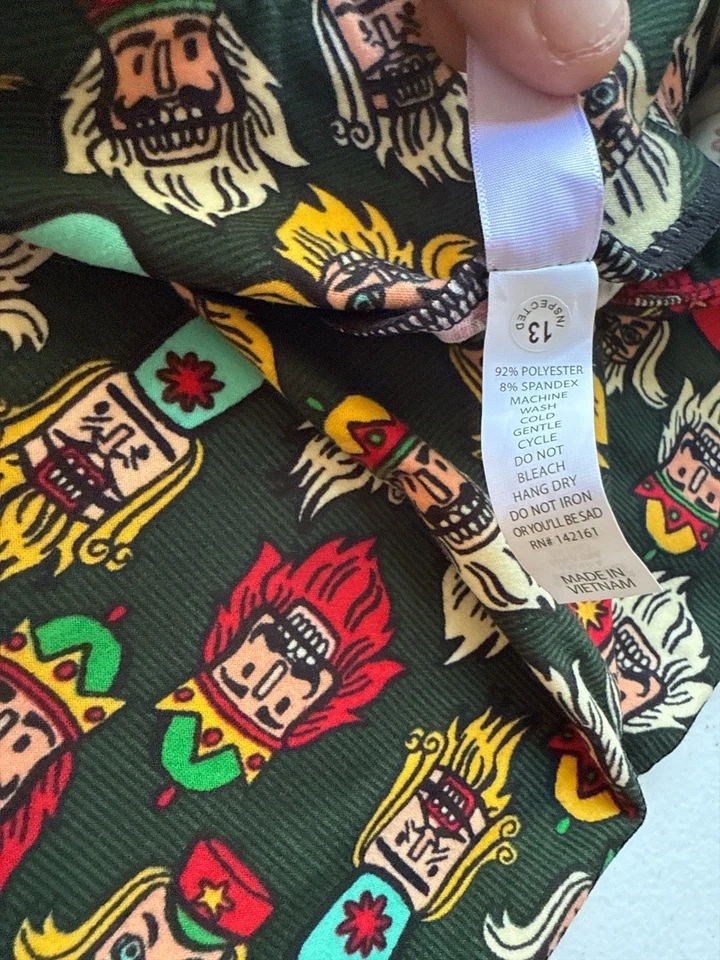 INSPECTED
13
92% POLYESTER
8% SPANDEX
MACHINE
WASH
COLD
GENTLE
CYCLE
DO NOT
BLEACH
HANG DRY
DO NOT IRON
OR YOU'LL BE SAD
RN# 142161
MADE IN
VIETNAM